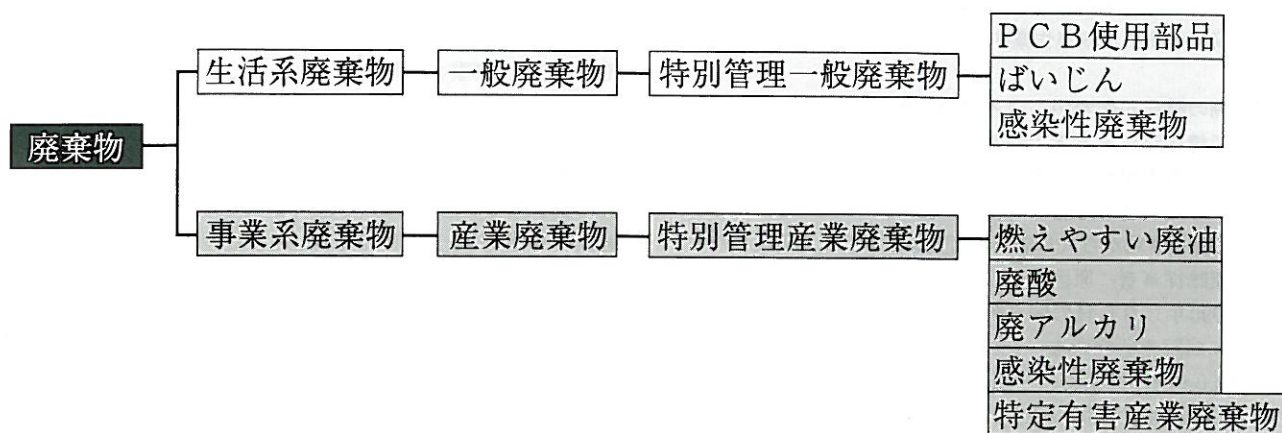 廃棄物
生活系廃棄物
一般廃棄物
特別管理一般廃棄物
ＰＣＢ使用部品
ばいじん
感染性廃棄物
事業系廃棄物
産業廃棄物
特別管理産業廃棄物
燃えやすい廃油
廃酸
廃アルカリ
感染性廃棄物
特定有害産業廃棄物